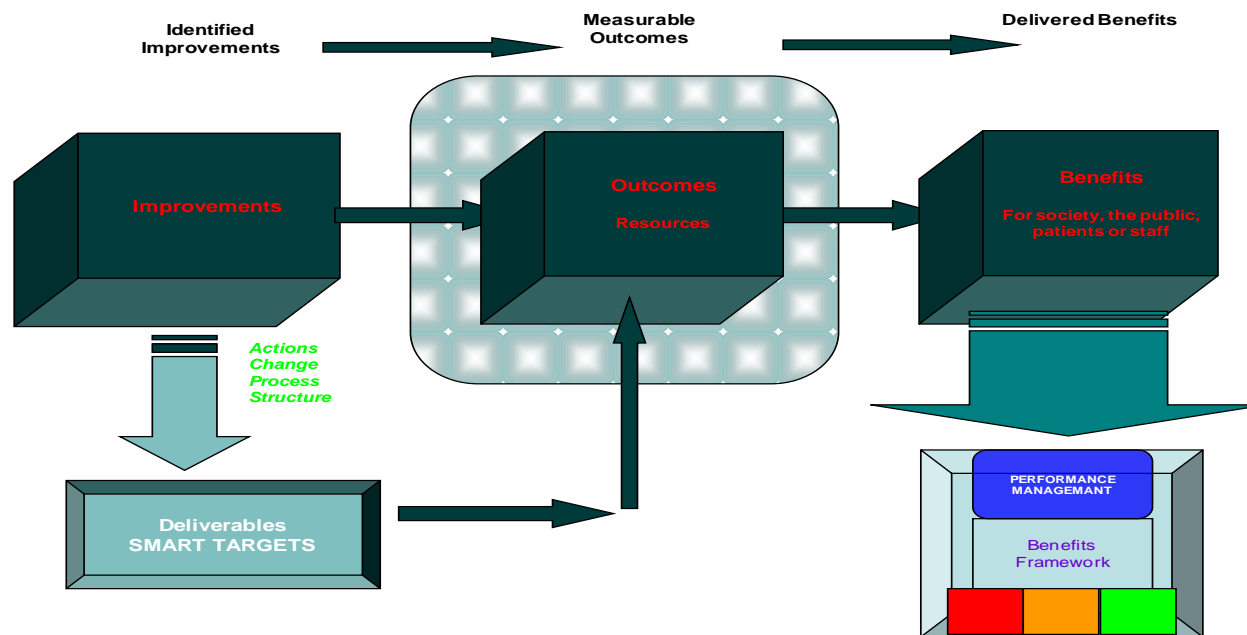 Identified
Improvements
Measurable
Outcomes
Delivered Benefits
Improvements
Outcomes
Resources
Benefits
For society, the public,
patients or staff
Actions
Change
Process
Structure
Deliverables
SMART TARGETS
PERFORMANCE
MANAGEMANT
Benefits
Framework